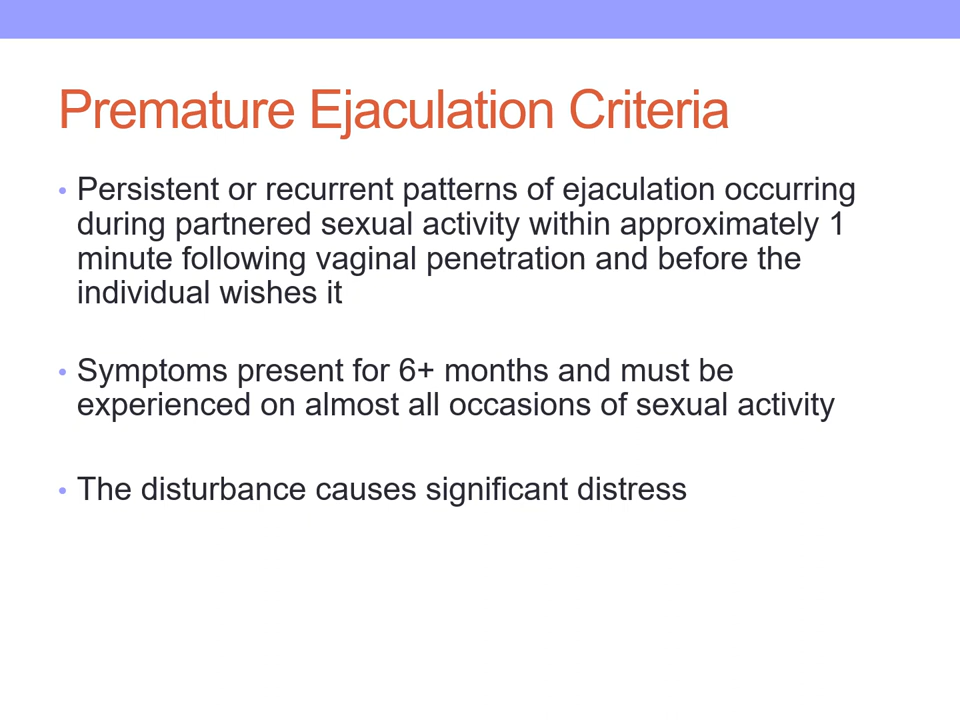 Premature Ejaculation Criteria
• Persistent or recurrent patterns of ejaculation occurring
during partnered sexual activity within approximately 1
minute following vaginal penetration and before the
individual wishes it
• Symptoms present for 6+ months and must be
experienced on almost all occasions of sexual activity
• The disturbance causes significant distress